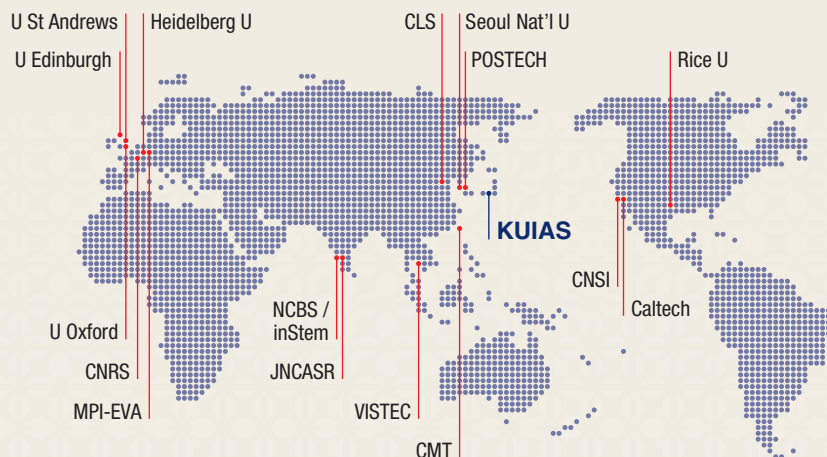 U St Andrews
Heidelberg U
CLS
Seoul Nat'l U
U Edinburgh
POSTECH
Rice U
KUIAS
CNSI
NCBS /
inStem
Caltech
U Oxford
CNRS
JNCASR
MPI-EVA
VISTEC
CMT